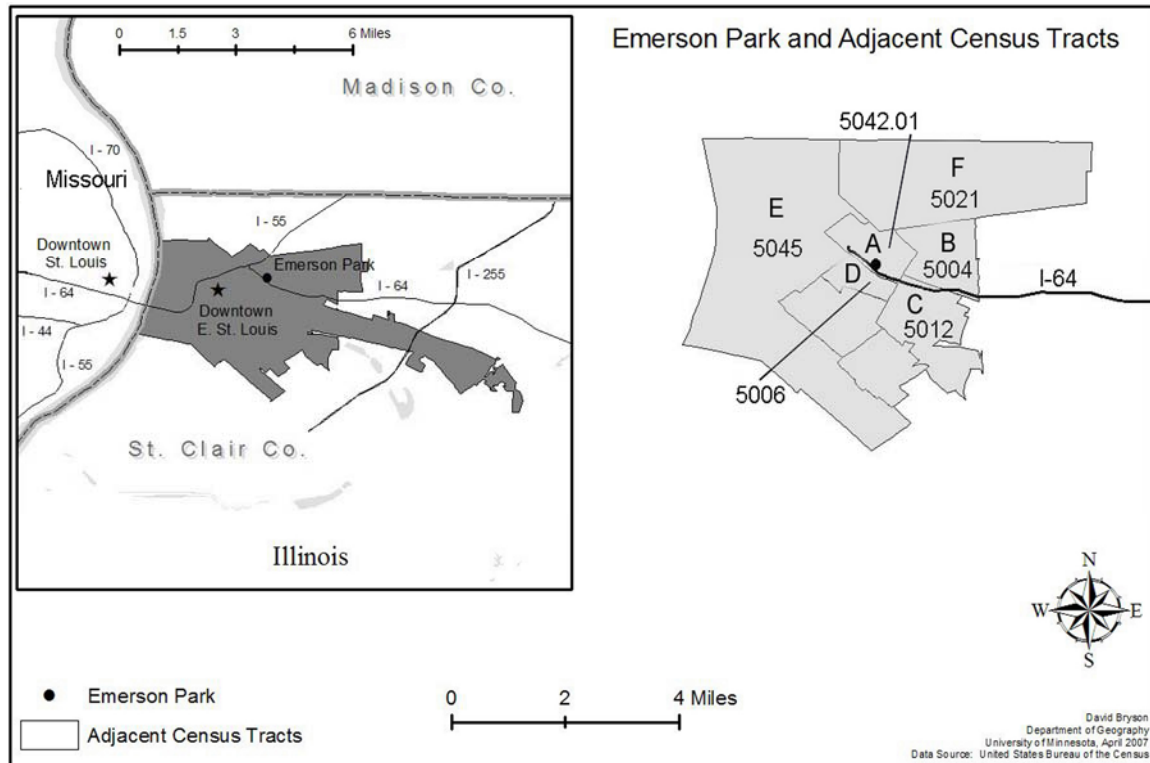 0 1.5 3 6 Miles
Madison Co.
I - 70
Missouri
I - 55
Downtown
St. Louis
Emerson Park
I - 255
I - 64
I - 64
Downtown
E. St. Louis
I - 44
I - 55
St. Clair Co.
Illinois
Emerson Park and Adjacent Census Tracts
5042.01
F
5021
E
5045
A
B
5004
D
I-64
C
5012
5006
N
W E
S
Emerson Park
Adjacent Census Tracts
0 2 4 Miles
David Bryson
Department of Geography
University of Minnesota, April 2007
Data Source: United States Bureau of the Census